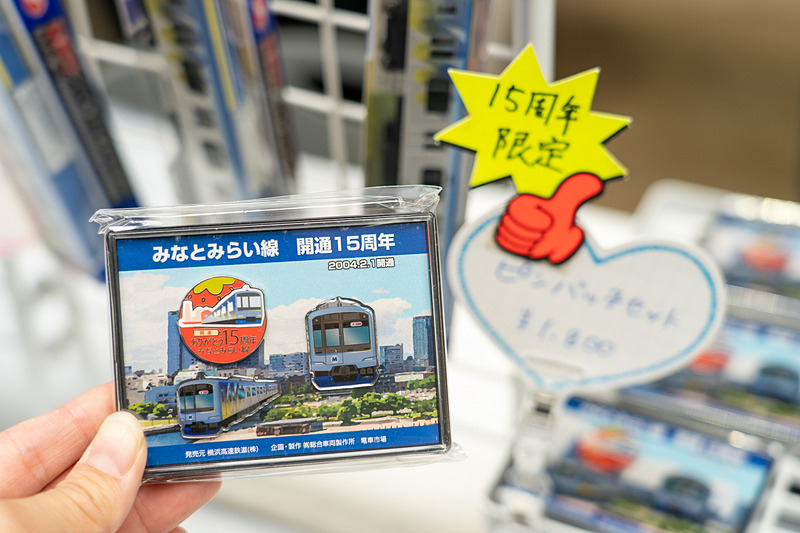 15周年
限定
みなとみらい線 開通15周年
2004.2.1開通
ありがとう15周年
みなとみらい線
M
ピンバッチセット
発売元 横浜高速鉄道(株) 企画・製作 ㈱総合車両製作所 電車市場